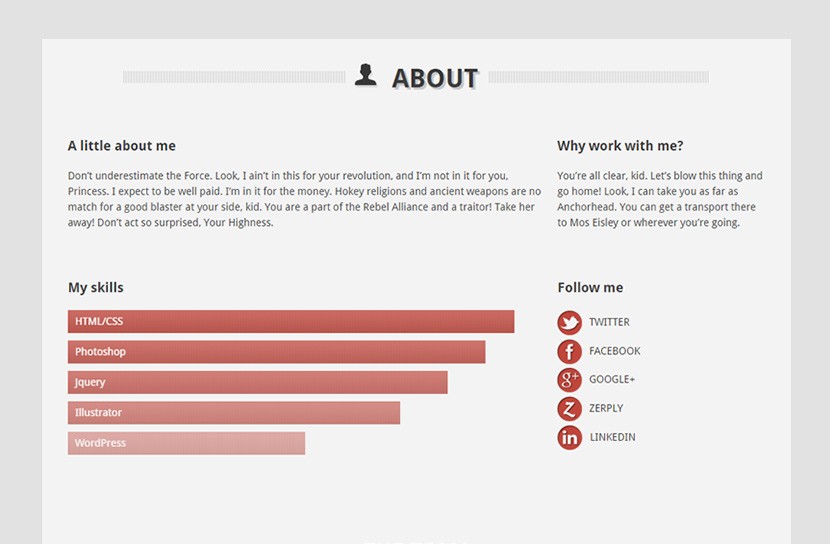 ABOUT
A little about me
Don't underestimate the Force. Look, I ain't in this for your revolution, and I'm not in it for you,
Princess. I expect to be well paid. I'm in it for the money. Hokey religions and ancient weapons are no
match for a good blaster at your side, kid. You are a part of the Rebel Alliance and a traitor! Take her
away! Don't act so surprised, Your Highness.
Why work with me?
You're all clear, kid. Let's blow this thing and
go home! Look, I can take you as far as
Anchorhead. You can get a transport there
to Mos Eisley or wherever you're going.
My skills
HTML/CSS
Photoshop
Jquery
Illustrator
WordPress
Follow me
TWITTER
FACEBOOK
GOOGLE+
ZERPLY
LINKEDIN